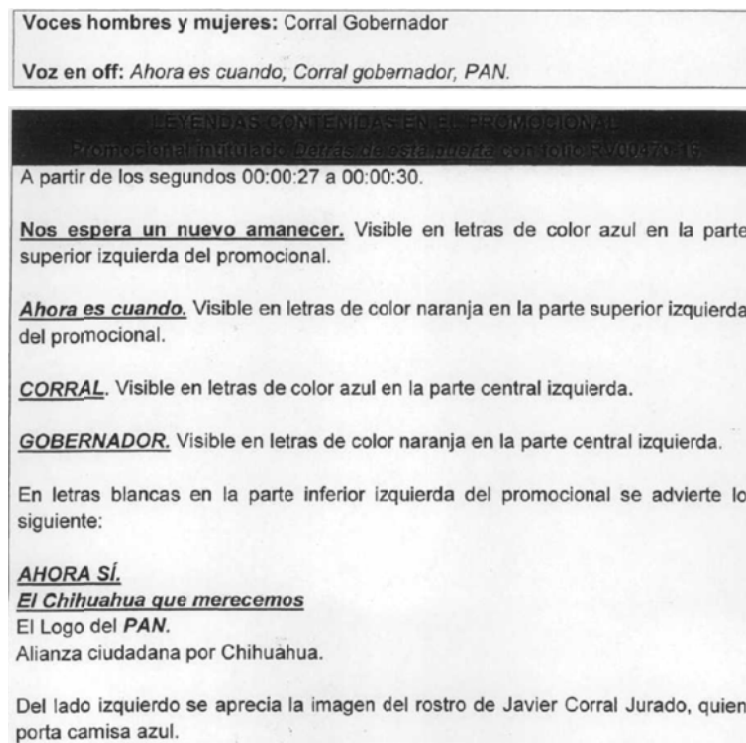 Voces hombres y mujeres: Corral Gobernador
Voz en off: Ahora es cuando, Corral gobernador, PAN.
LEYENDAS CONTENIDAS EN EL PROMOCIONAL
Promocional intitulado Detrás de esta puerta con folio RV00470-16
A partir de los segundos 00:00:27 a 00:00:30.
Nos espera un nuevo amanecer. Visible en letras de color azul en la parte
superior izquierda del promocional.
Ahora es cuando. Visible en letras de color naranja en la parte superior izquierda
del promocional.
CORRAL. Visible en letras de color azul en la parte central izquierda.
GOBERNADOR. Visible en letras de color naranja en la parte central izquierda.
En letras blancas en la parte inferior izquierda del promocional se advierte lo
siguiente:
AHORA SÍ.
El Chihuahua que merecemos
El Logo del PAN.
Alianza ciudadana por Chihuahua.
Del lado izquierdo se aprecia la imagen del rostro de Javier Corral Jurado, quien
porta camisa azul.